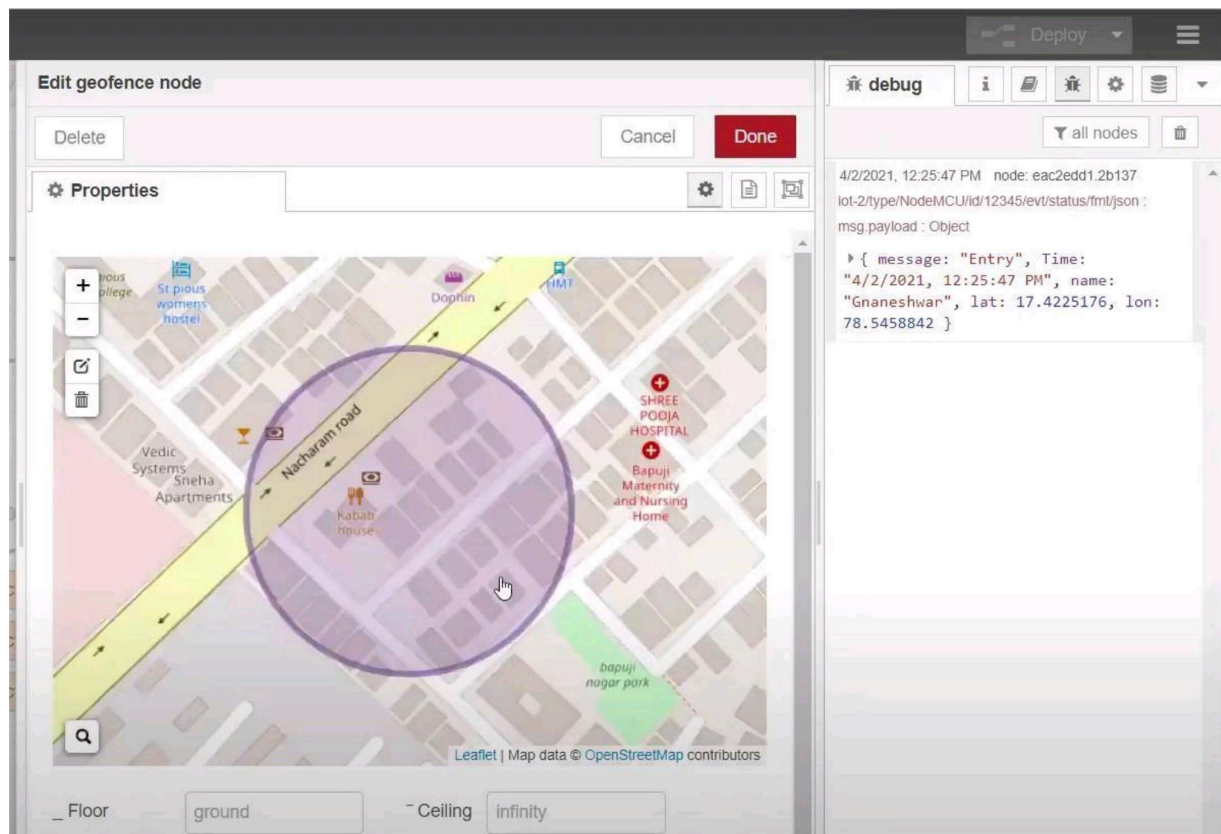 Deploy
Edit geofence node
Delete
Cancel
Done
Properties
St pious
womens
hostel
Dophin
HMT
Nacharam road
Vedic
Systems
Sneha
Apartments
Kabab
house
SHREE
POOJA
HOSPITAL
Bapuji
Maternity
and Nursing
Home
bapuji
nagar park
Leaflet | Map data © OpenStreetMap contributors
_ Floor
ground
¯ Ceiling
infinity
debug
i
all nodes
4/2/2021, 12:25:47 PM node: eac2edd1.2b137
iot-2/type/NodeMCU/id/12345/evt/status/fmt/json :
msg.payload : Object
{ message: "Entry", Time:
"4/2/2021, 12:25:47 PM", name:
"Gnaneshwar", lat: 17.4225176, lon:
78.5458842 }